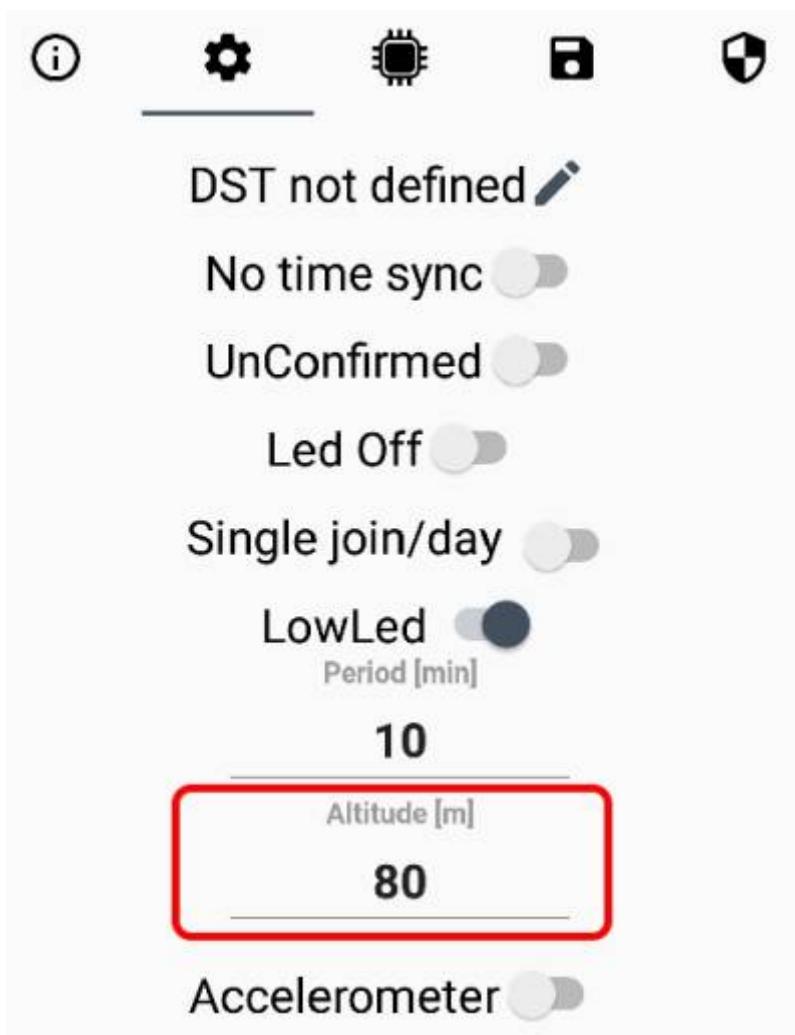 DST not defined
No time sync
UnConfirmed
Led Off
Single join/day
LowLed
Period [min]
10
Altitude [m]
80
Accelerometer